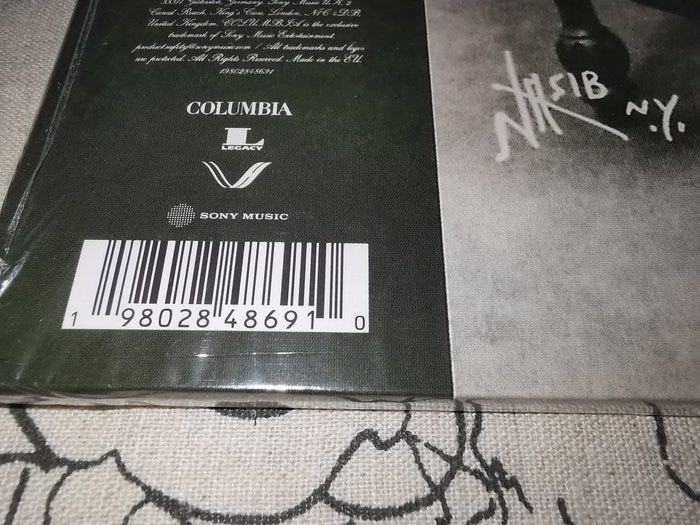 33311 Gütersloh, Germany. Sony Music U.K. 2
Canal Reach, King's Cross, London, N1C 4DB,
United Kingdom, COLUMBIA is the exclusive
trademark of Sony Music Entertainment.
productsafety@sonymusic.com / All trademarks and logos
are protected. All Rights Reserved. Made in the EU.
19802848691
COLUMBIA
L
LEGACY
SONY MUSIC
1 98028 48691 0
SIB
N.Y.